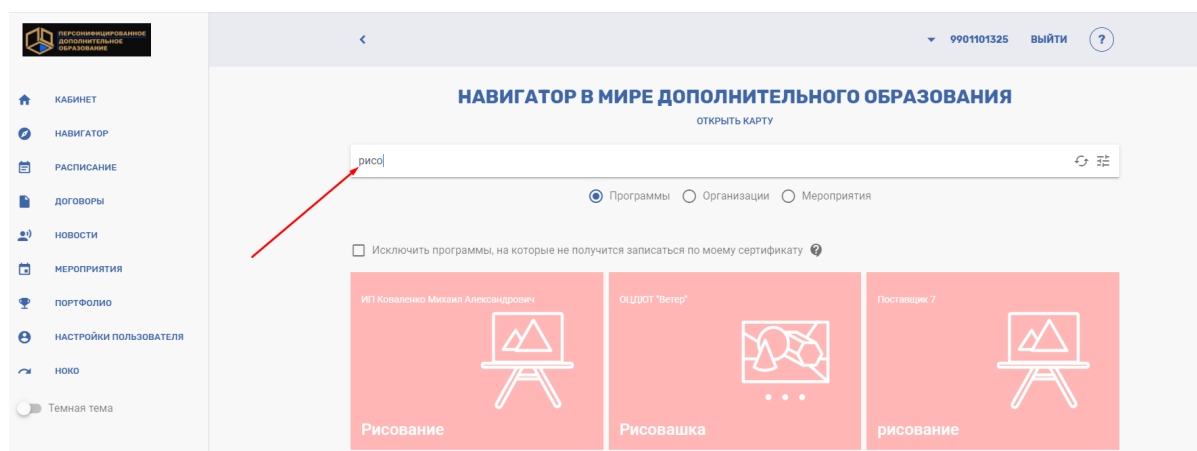 ПЕРСОНИФИЦИРОВАННОЕ
ДОПОЛНИТЕЛЬНОЕ
ОБРАЗОВАНИЕ
9901101325 ВЫЙТИ ?
КАБИНЕТ
НАВИГАТОР
РАСПИСАНИЕ
ДОГОВОРЫ
НОВОСТИ
МЕРОПРИЯТИЯ
ПОРТФОЛИО
НАСТРОЙКИ ПОЛЬЗОВАТЕЛЯ
НОКО
Темная тема
НАВИГАТОР В МИРЕ ДОПОЛНИТЕЛЬНОГО ОБРАЗОВАНИЯ
ОТКРЫТЬ КАРТУ
рисо
Программы Организации Мероприятия
Исключить программы, на которые не получится записаться по моему сертификату ?
ИП Коваленко Михаил Александрович
Рисование
ОЦДЮТ "Ветер"
Рисовашка
Поставщик 7
рисование